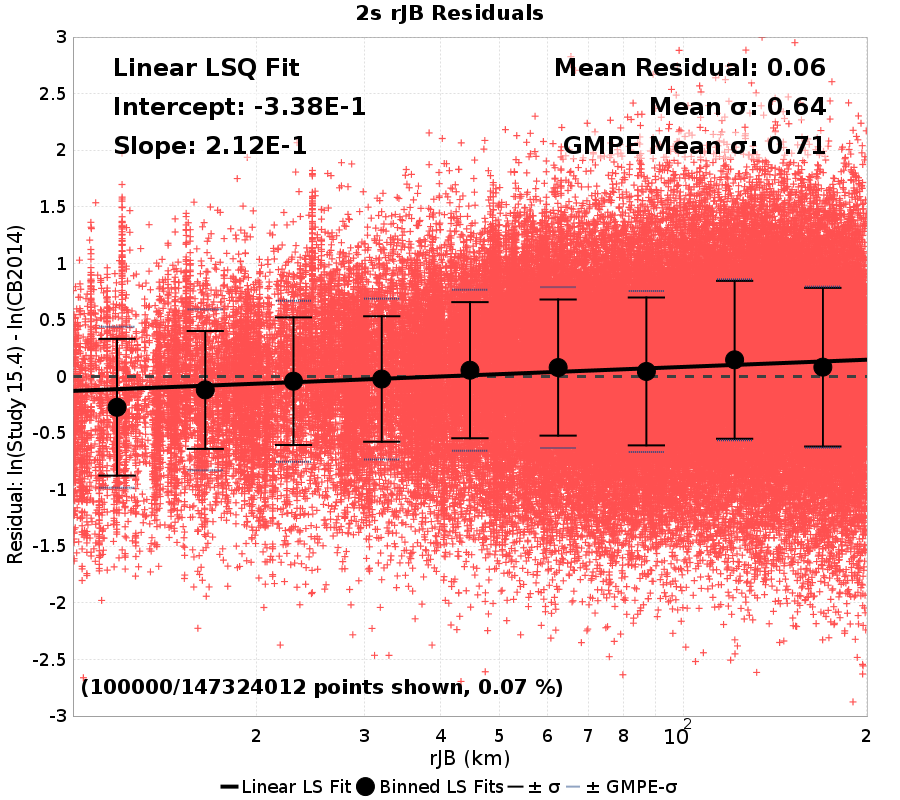 2s rJB Residuals
Linear LSQ Fit
Intercept: -3.38E-1
Slope: 2.12E-1
Mean Residual: 0.06
Mean σ: 0.64
GMPE Mean σ: 0.71
Residual: ln(Study 15.4) - ln(CB2014)
3
2.5
2
1.5
1
0.5
0
-0.5
-1
-1.5
-2
-2.5
-3
(100000/147324012 points shown, 0.07 %)
2 3 4 5 6 7 8 10² 2
rJB (km)
Linear LS Fit Binned LS Fits ± σ ± GMPE-σ